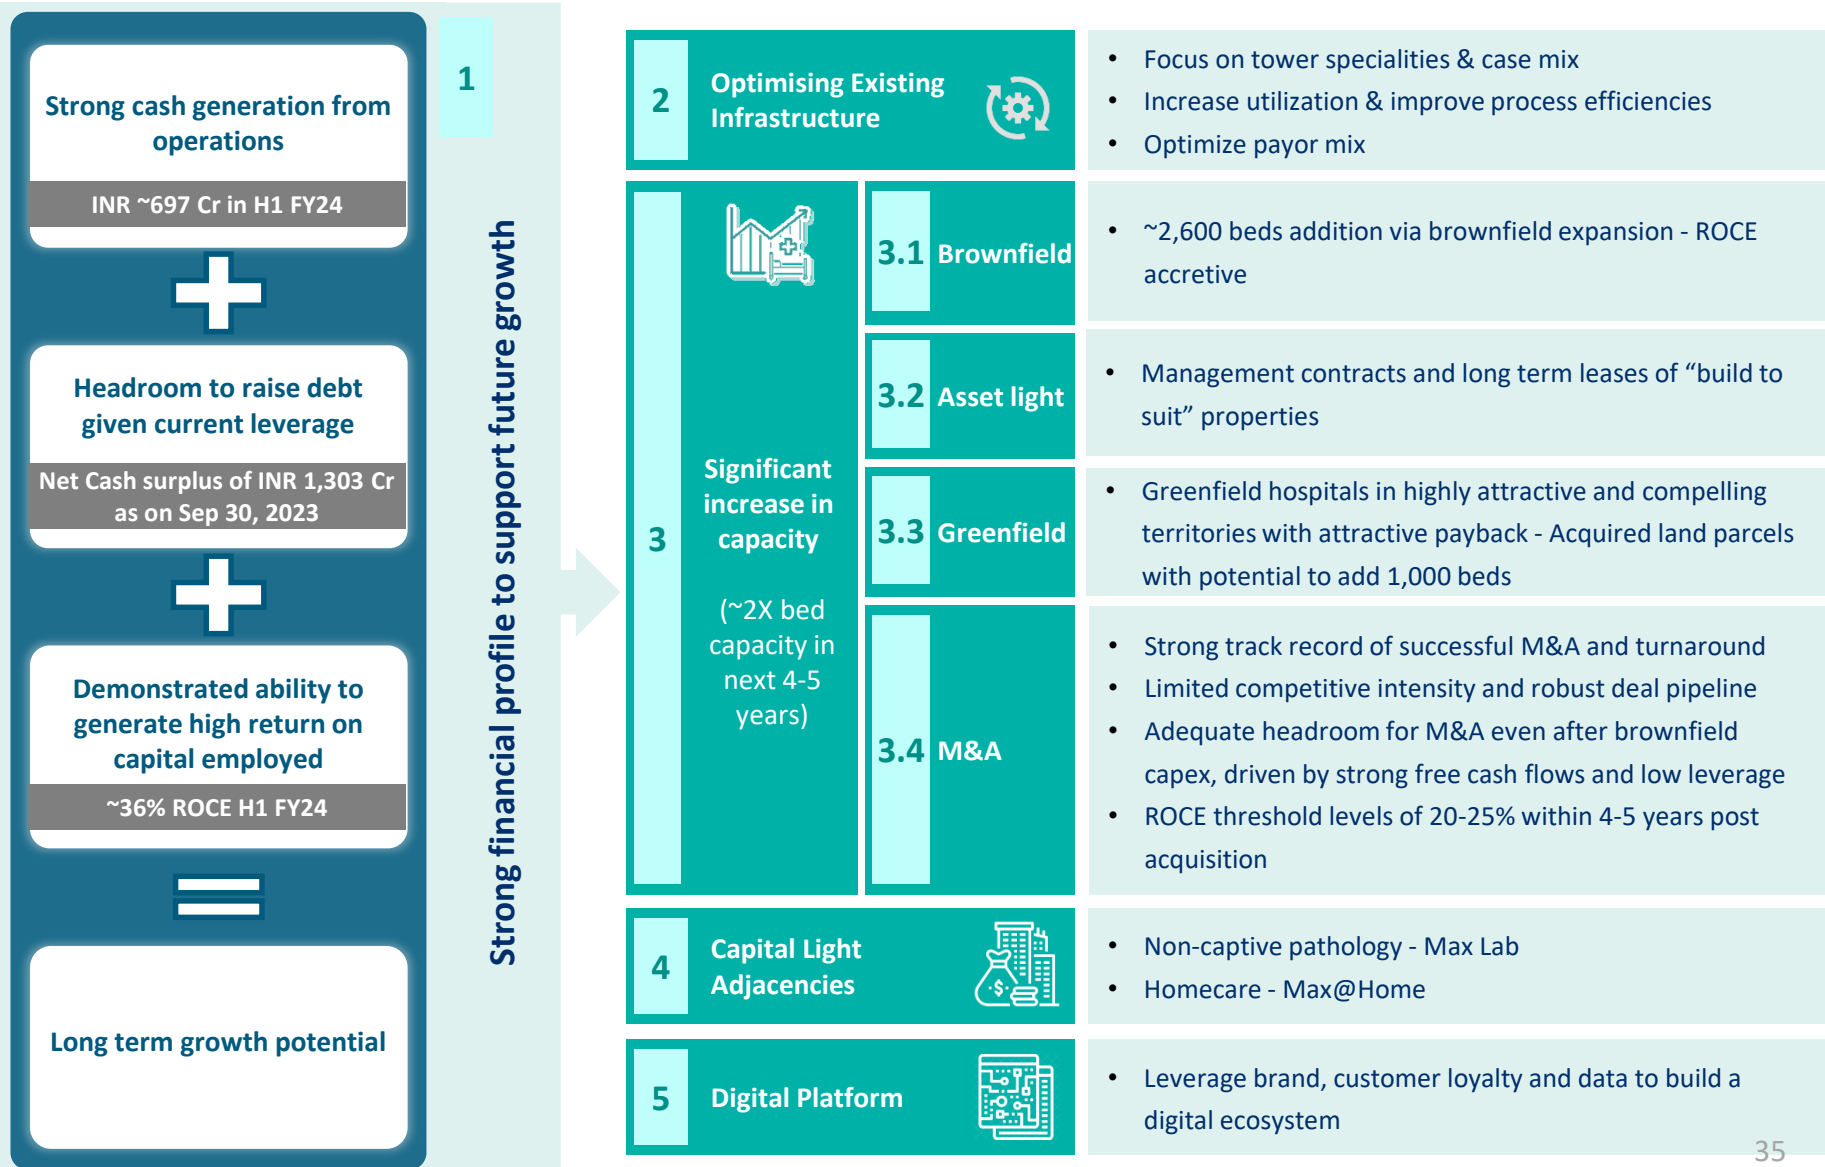 Strong cash generation from
operations
INR ~697 Cr in H1 FY24
Headroom to raise debt
given current leverage
Net Cash surplus of INR 1,303 Cr
as on Sep 30, 2023
Demonstrated ability to
generate high return on
capital employed
~36% ROCE H1 FY24
Long term growth potential
1
Strong financial profile to support future growth
2
Optimising Existing
Infrastructure
• Focus on tower specialities & case mix
• Increase utilization & improve process efficiencies
• Optimize payor mix
3
Significant
increase in
capacity
(~2X bed
capacity in
next 4-5
years)
3.1 Brownfield
• ~2,600 beds addition via brownfield expansion - ROCE
accretive
3.2 Asset light
• Management contracts and long term leases of “build to
suit” properties
3.3 Greenfield
• Greenfield hospitals in highly attractive and compelling
territories with attractive payback - Acquired land parcels
with potential to add 1,000 beds
3.4 M&A
• Strong track record of successful M&A and turnaround
• Limited competitive intensity and robust deal pipeline
• Adequate headroom for M&A even after brownfield
capex, driven by strong free cash flows and low leverage
• ROCE threshold levels of 20-25% within 4-5 years post
acquisition
4
Capital Light
Adjacencies
• Non-captive pathology - Max Lab
• Homecare - Max@Home
5
Digital Platform
• Leverage brand, customer loyalty and data to build a
digital ecosystem
35